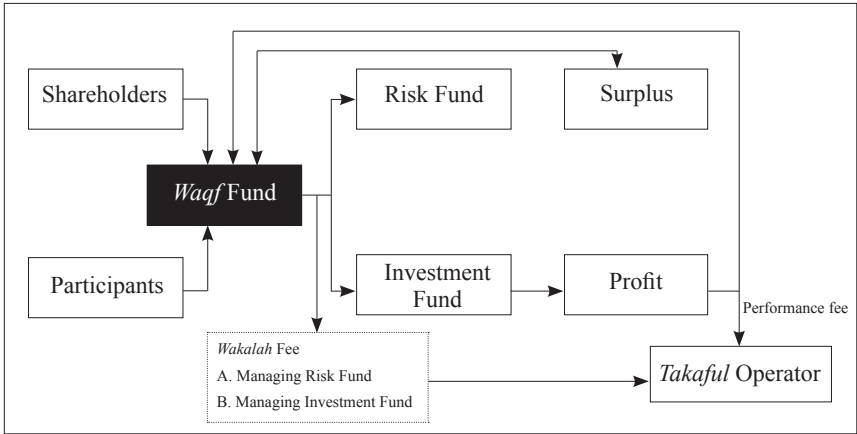 Shareholders
Risk Fund
Surplus
Waqf Fund
Participants
Investment
Fund
Profit
Performance fee
Wakalah Fee
A. Managing Risk Fund
B. Managing Investment Fund
Takaful Operator